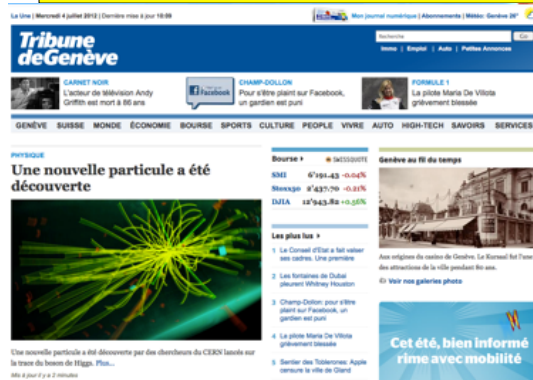 La Une | Mercredi 4 juillet 2012 | Dernière mise à jour 10:09
Mon journal numérique | Abonnements | Météo: Genève 26°
Tribune
deGenève
Recherche
Go
Immo | Emploi | Auto | Petites Annonces
CARNET NOIR
L'acteur de télévision Andy
Griffith est mort à 86 ans
Facebook
CHAMP-DOLLON
Pour s'être plaint sur Facebook,
un gardien est puni
FORMULE 1
La pilote Maria De Villota
grièvement blessée
GENÈVE SUISSE MONDE ÉCONOMIE BOURSE SPORTS CULTURE PEOPLE VIVRE AUTO HIGH-TECH SAVOIRS SERVICES
PHYSIQUE
Une nouvelle particule a été
découverte
Une nouvelle particule a été découverte par des chercheurs du CERN lancés sur
la trace du boson de Higgs. Plus...
Mis à jour il y a 2 minutes
Bourse
SWISSQUOTE
SMI 6'191.43 -0.04%
Stoxx50 2'437.70 -0.21%
DJIA 12'943.82 +0.56%
Les plus lus
1 Le Conseil d'Etat a fait valser
ses cadres. Une première
2 Les fontaines de Dubai
pleurent Whitney Houston
3 Champ-Dollon: pour s'être
plaint sur Facebook, un
gardien est puni
4 La pilote Maria De Villota
grièvement blessée
5 Sentier des Toblerones: Apple
censure la ville de Gland
Genève au fil du temps
Aux origines du casino de Genève. Le Kursaal fut l'une
des attractions de la ville pendant 80 ans.
Voir nos galeries photo
Cet été, bien informé
rime avec mobilité